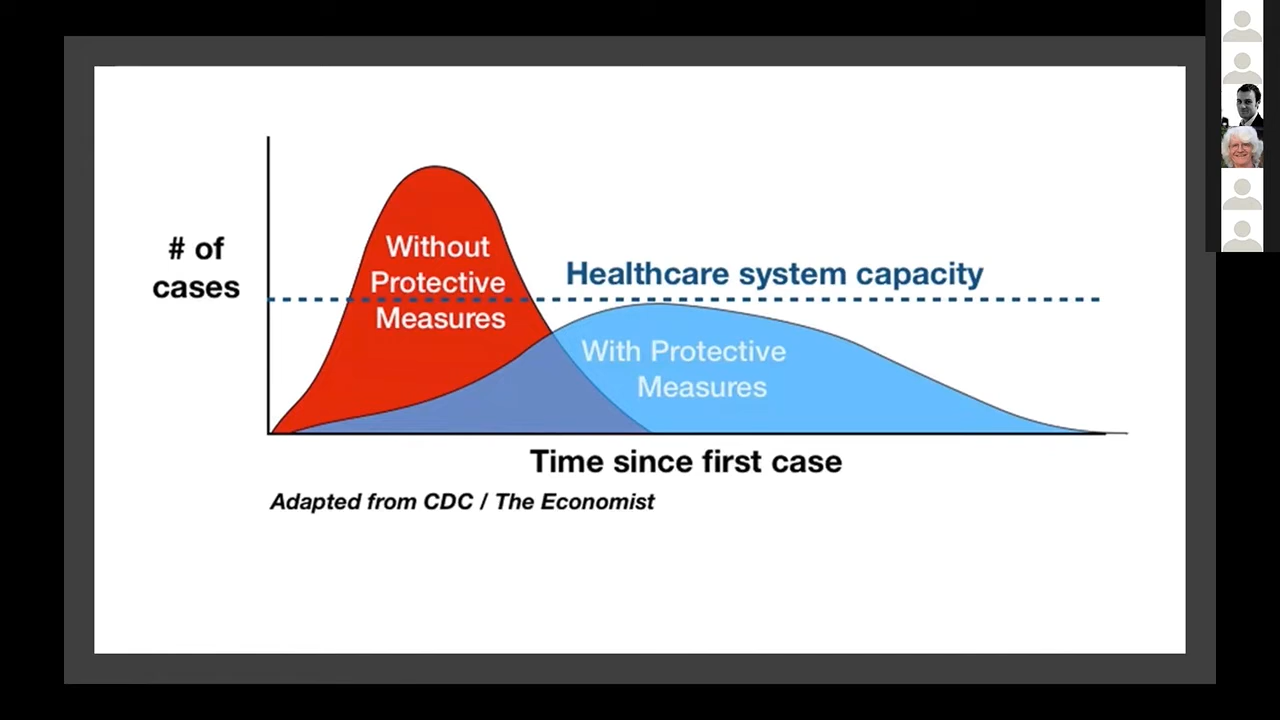 # of
cases
Without
Protective
Measures
Healthcare system capacity
With Protective
Measures
Time since first case
Adapted from CDC / The Economist